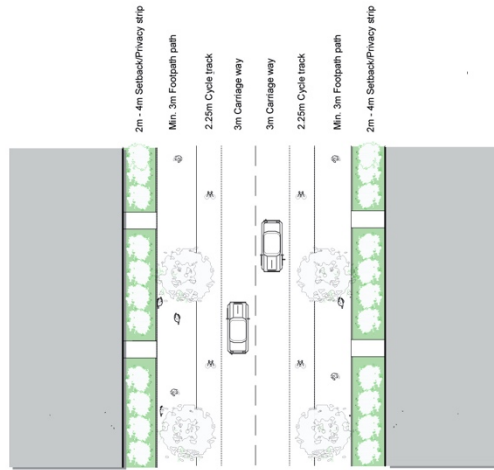 2m - 4m Setback/Privacy strip
Min. 3m Footpath path
2.25m Cycle track
3m Carriage way
3m Carriage way
2.25m Cycle track
Min. 3m Footpath path
2m - 4m Setback/Privacy strip